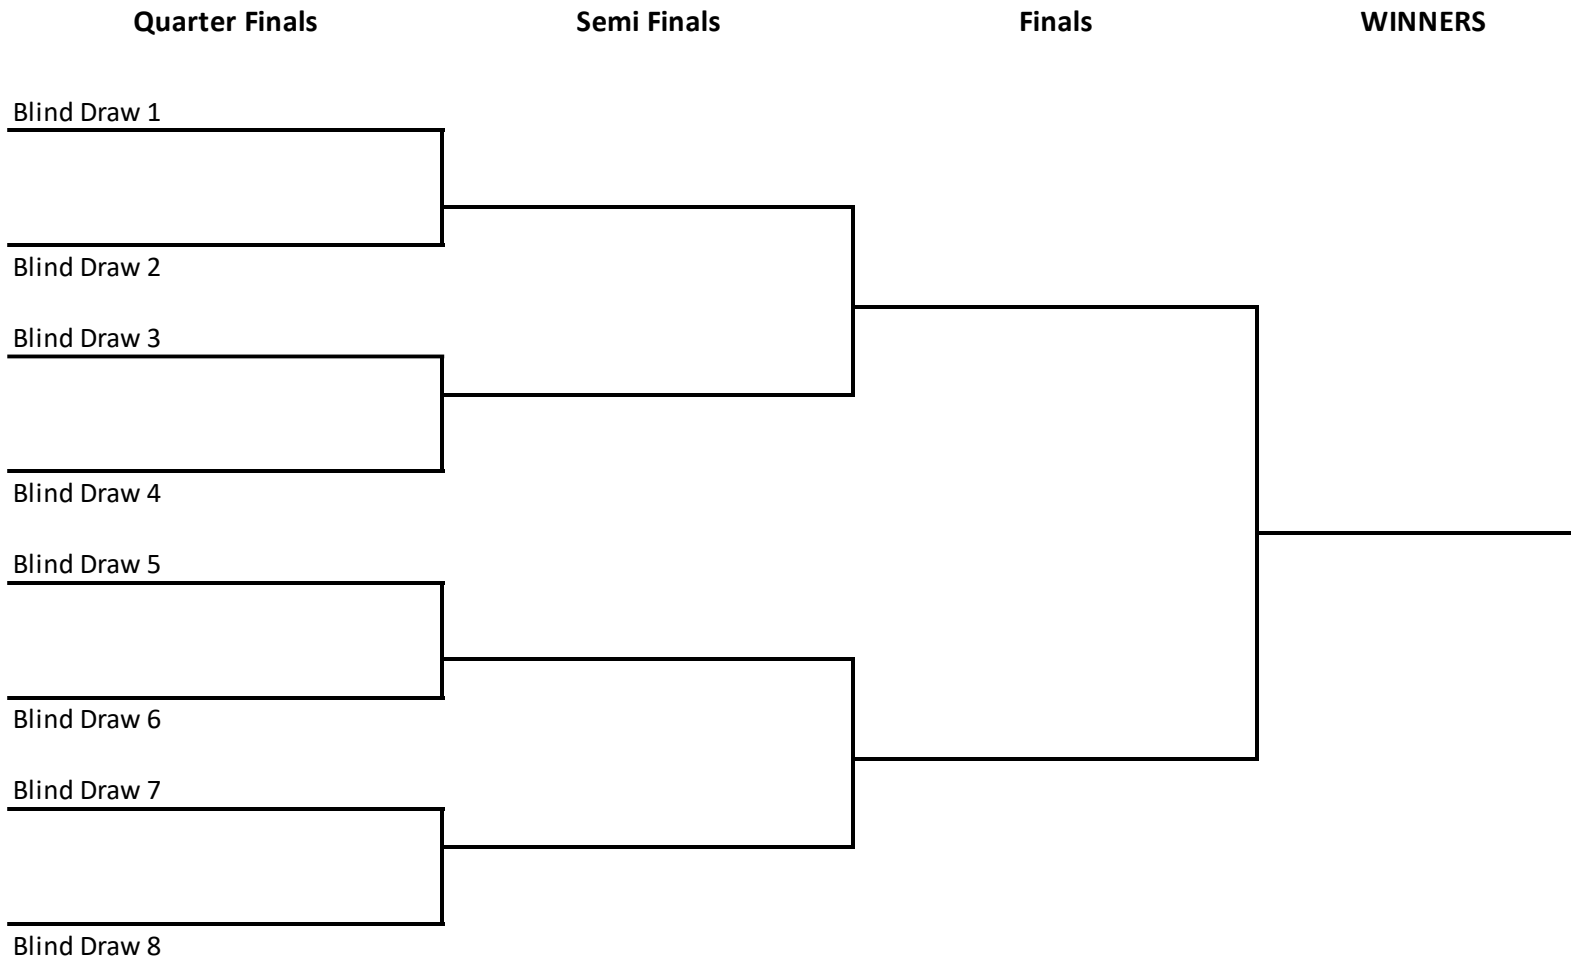 Quarter Finals Semi Finals Finals WINNERS
Blind Draw 1
Blind Draw 2
Blind Draw 3
Blind Draw 4
Blind Draw 5
Blind Draw 6
Blind Draw 7
Blind Draw 8